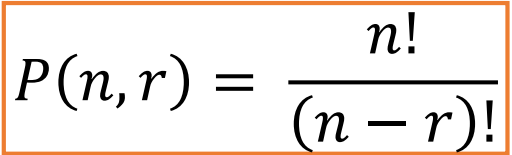 P(n, r) = n! / (n − r)!